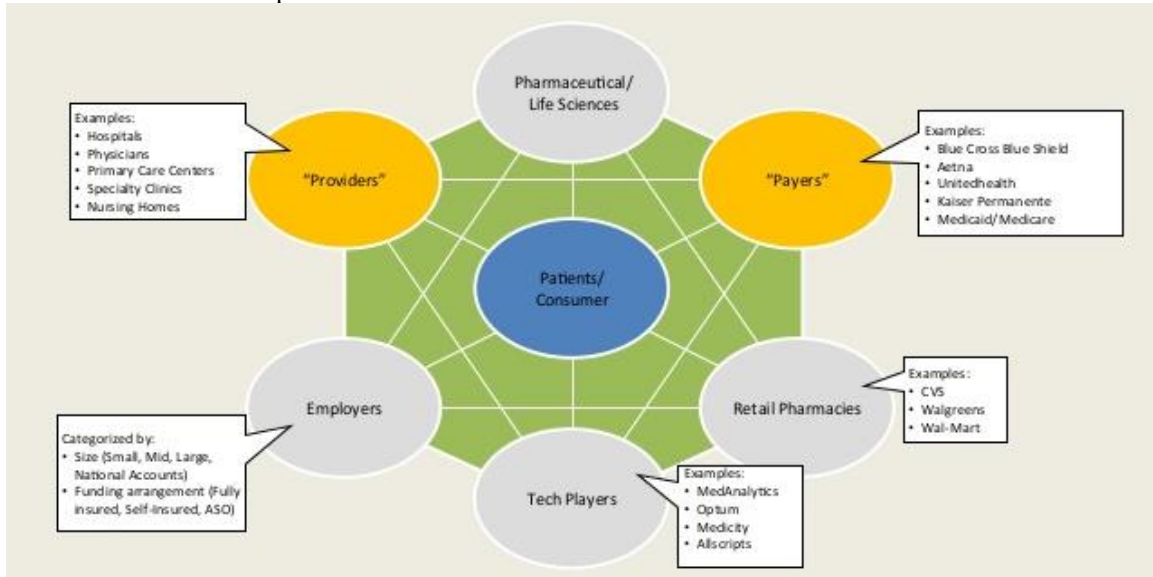 Pharmaceutical/
Life Sciences
Examples:
• Hospitals
• Physicians
• Primary Care Centers
• Specialty Clinics
• Nursing Homes
"Providers"
"Payers"
Examples:
• Blue Cross Blue Shield
• Aetna
• Unitedhealth
• Kaiser Permanente
• Medicaid/Medicare
Patients/
Consumer
Employers
Categorized by:
• Size (Small, Mid, Large,
National Accounts)
• Funding arrangement (Fully
insured, Self-Insured, ASO)
Retail Pharmacies
Examples:
• CVS
• Walgreens
• Wal-Mart
Tech Players
Examples:
• MedAnalytics
• Optum
• Medicity
• Allscripts